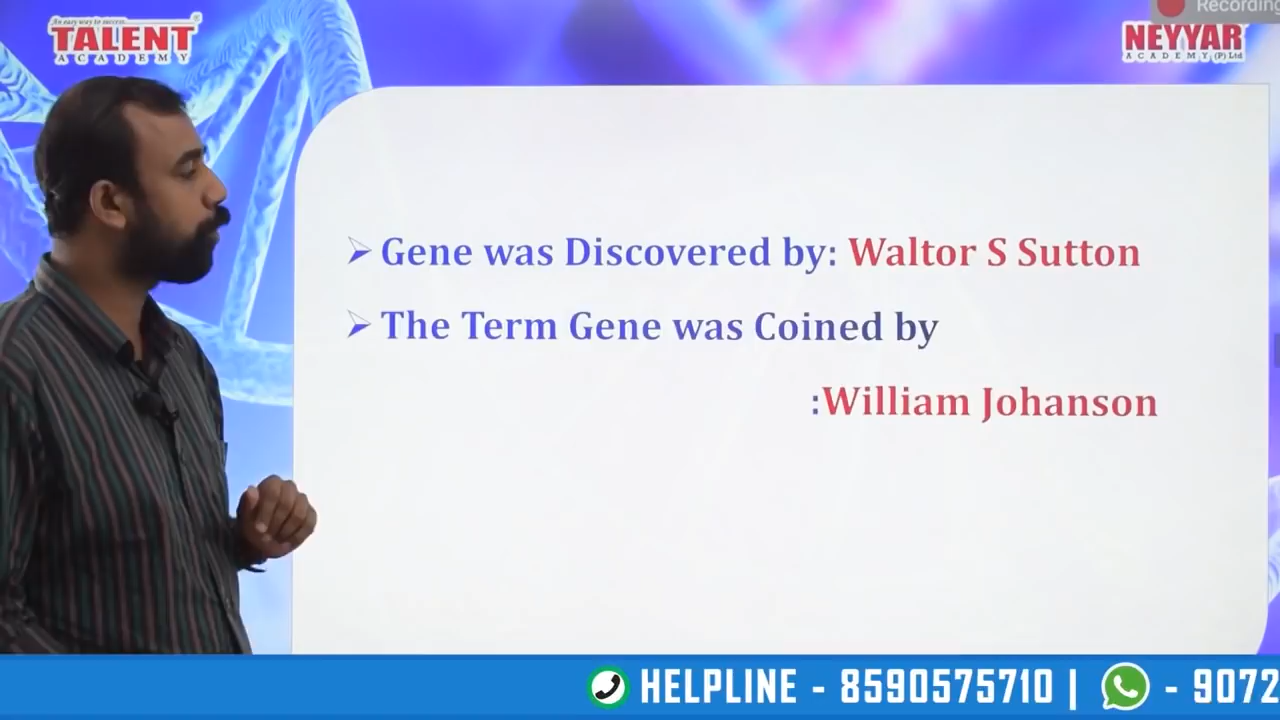 Recording
An easy way to success...
TALENT
ACADEMY
NEYYAR
ACADEMY (P) Ltd
Gene was Discovered by: Waltor S Sutton
The Term Gene was Coined by
:William Johanson
HELPLINE - 8590575710 | - 9072